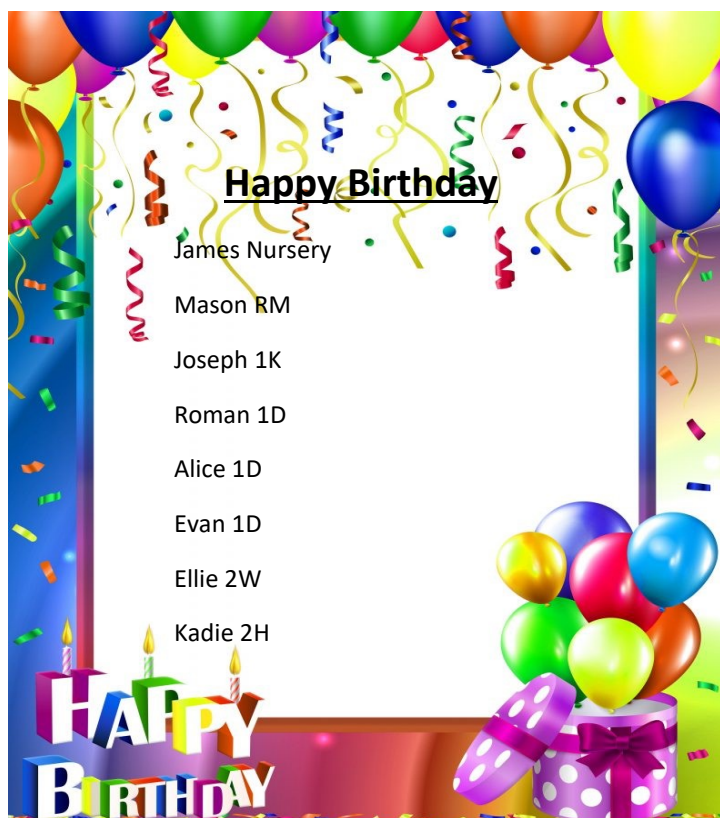 Happy Birthday
James Nursery
Mason RM
Joseph 1K
Roman 1D
Alice 1D
Evan 1D
Ellie 2W
Kadie 2H
HAPPY
BIRTHDAY